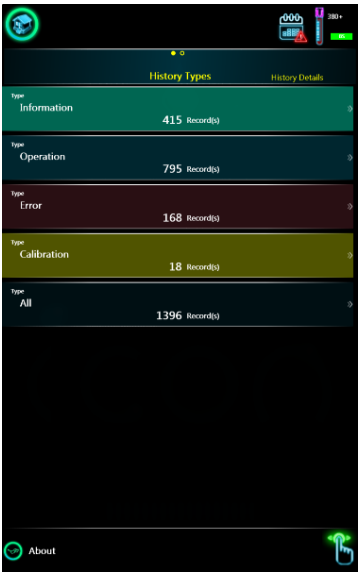 380+
History Types
History Details
Type
Information
415 Record(s)
Type
Operation
795 Record(s)
Type
Error
168 Record(s)
Type
Calibration
18 Record(s)
Type
All
1396 Record(s)
About